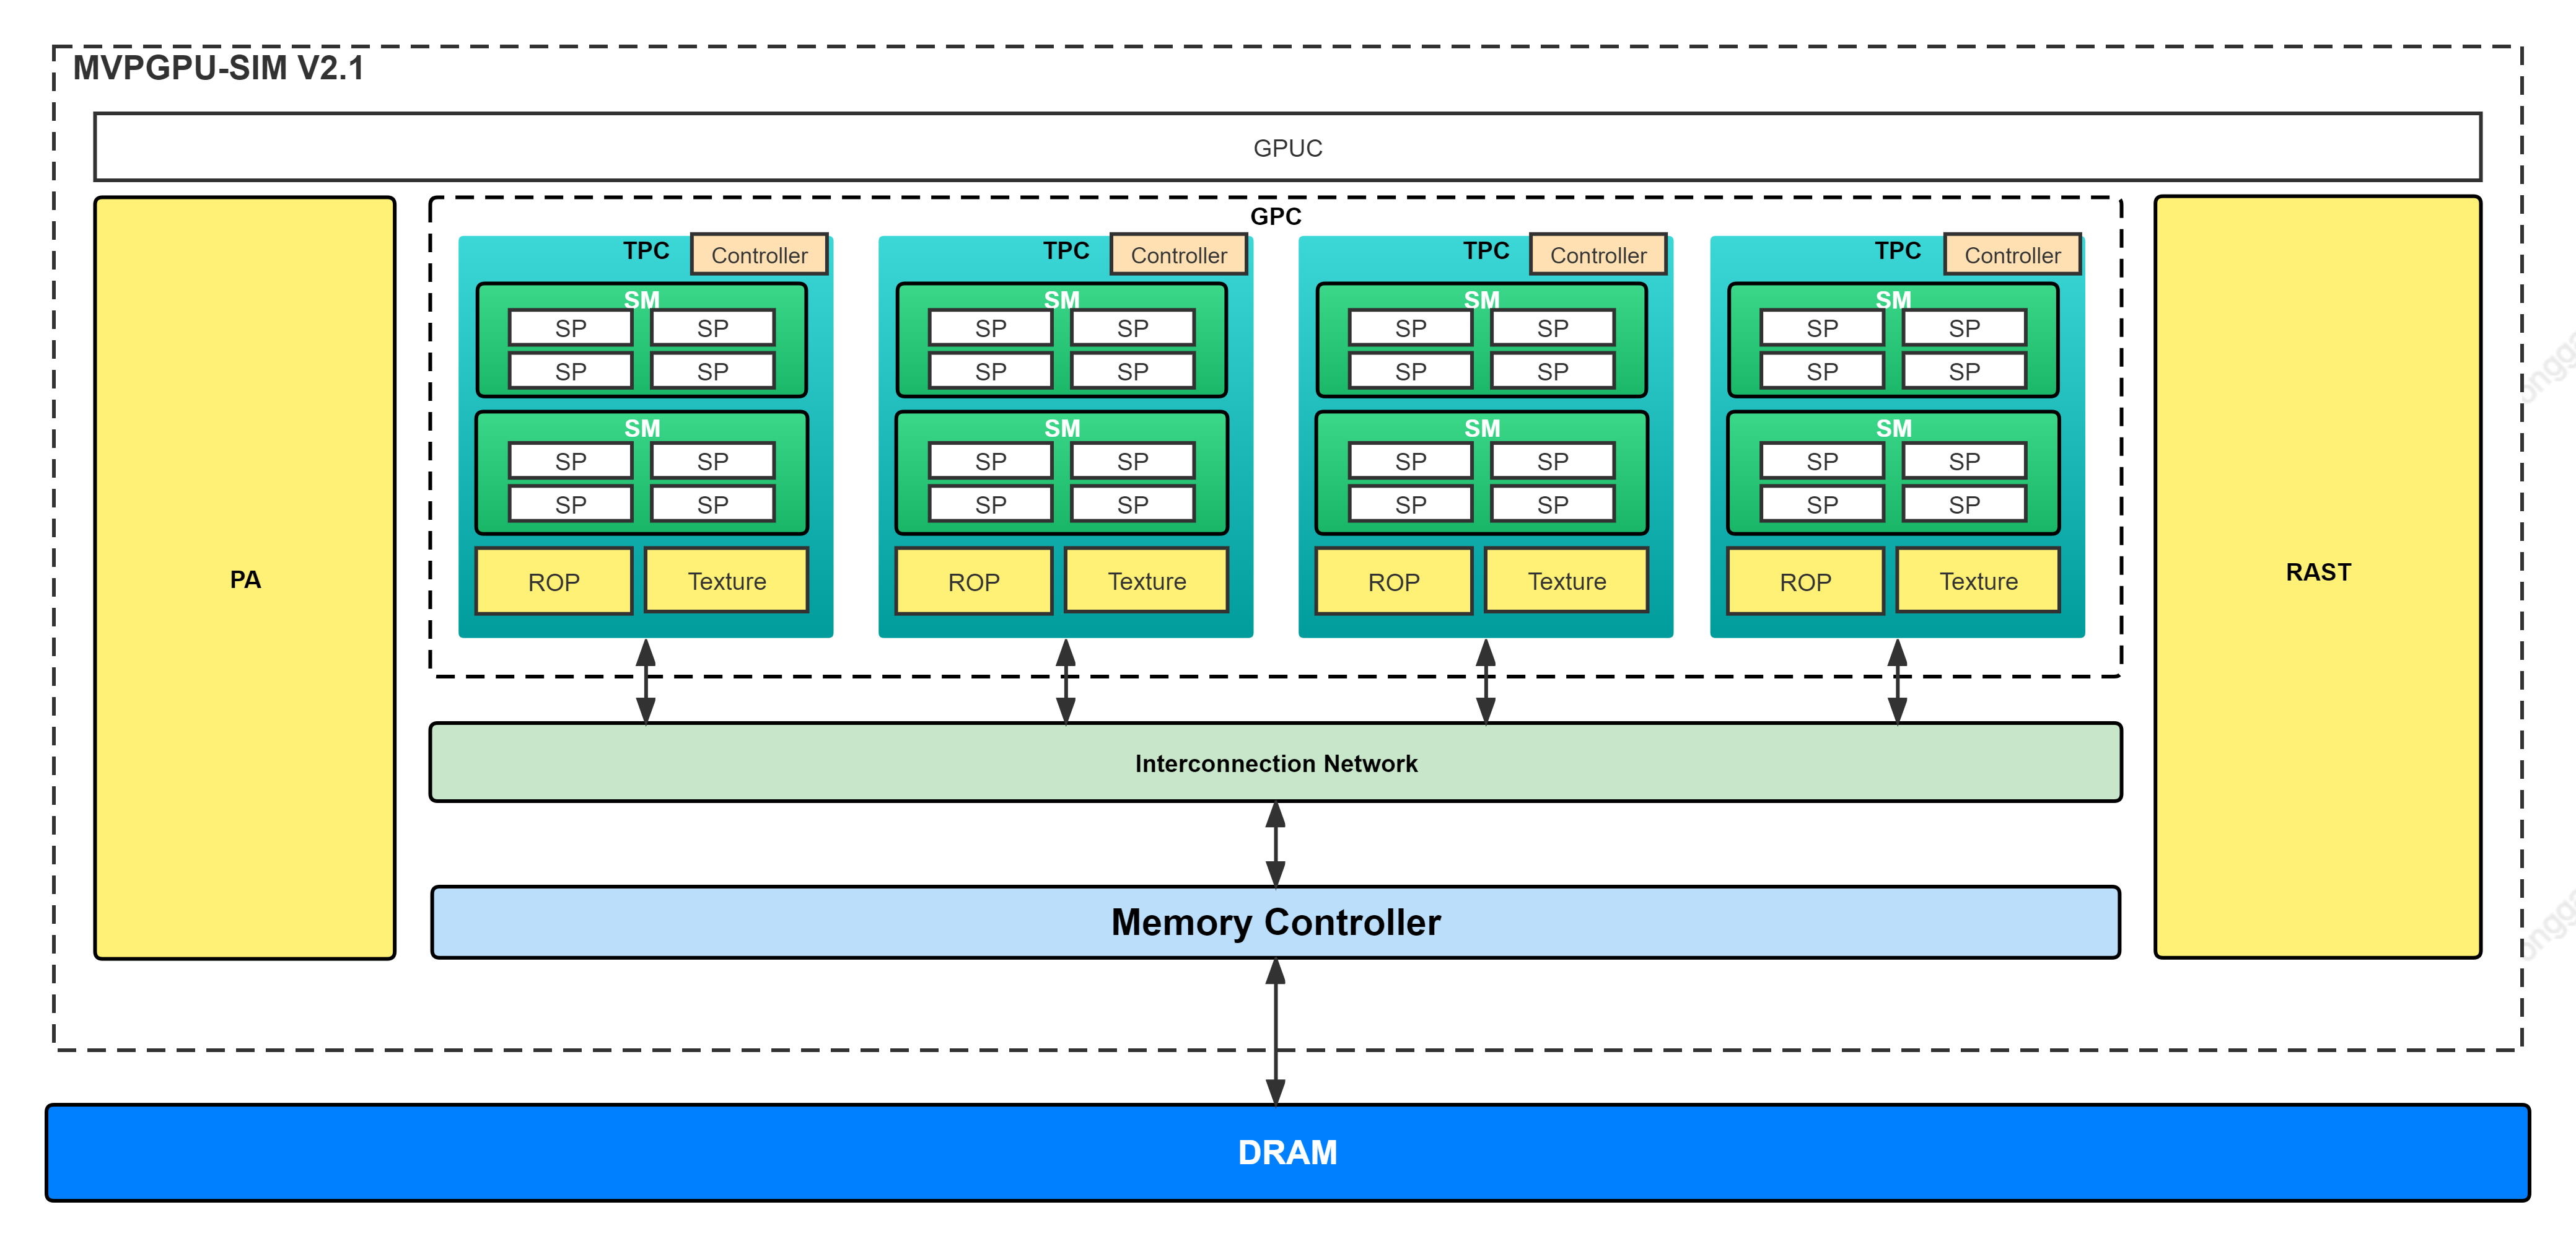 MVPGPU-SIM V2.1
GPUC
PA
GPC
TPC Controller TPC Controller TPC Controller TPC Controller
SM SM SM SM
SP SP SP SP SP SP SP SP
SP SP SP SP SP SP SP SP
SM SM SM SM
SP SP SP SP SP SP SP SP
SP SP SP SP SP SP SP SP
ROP Texture ROP Texture ROP Texture ROP Texture
RAST
Interconnection Network
Memory Controller
DRAM